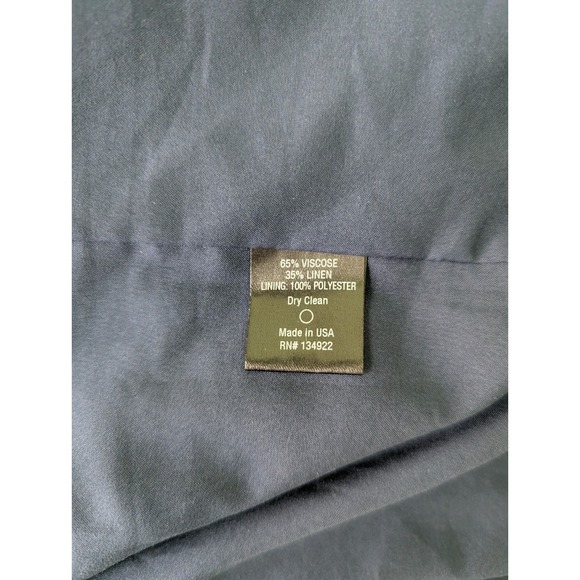 65% VISCOSE
35% LINEN
LINING: 100% POLYESTER
Dry Clean
Made in USA
RN# 134922